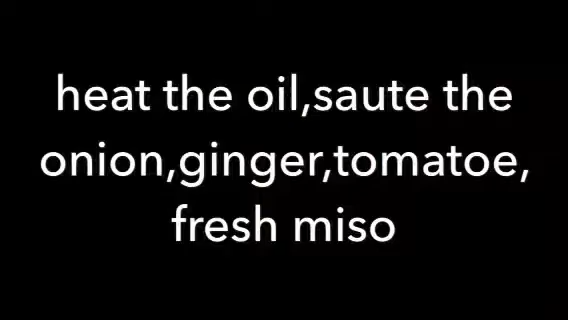 heat the oil,saute the
onion,ginger,tomatoe,
fresh miso